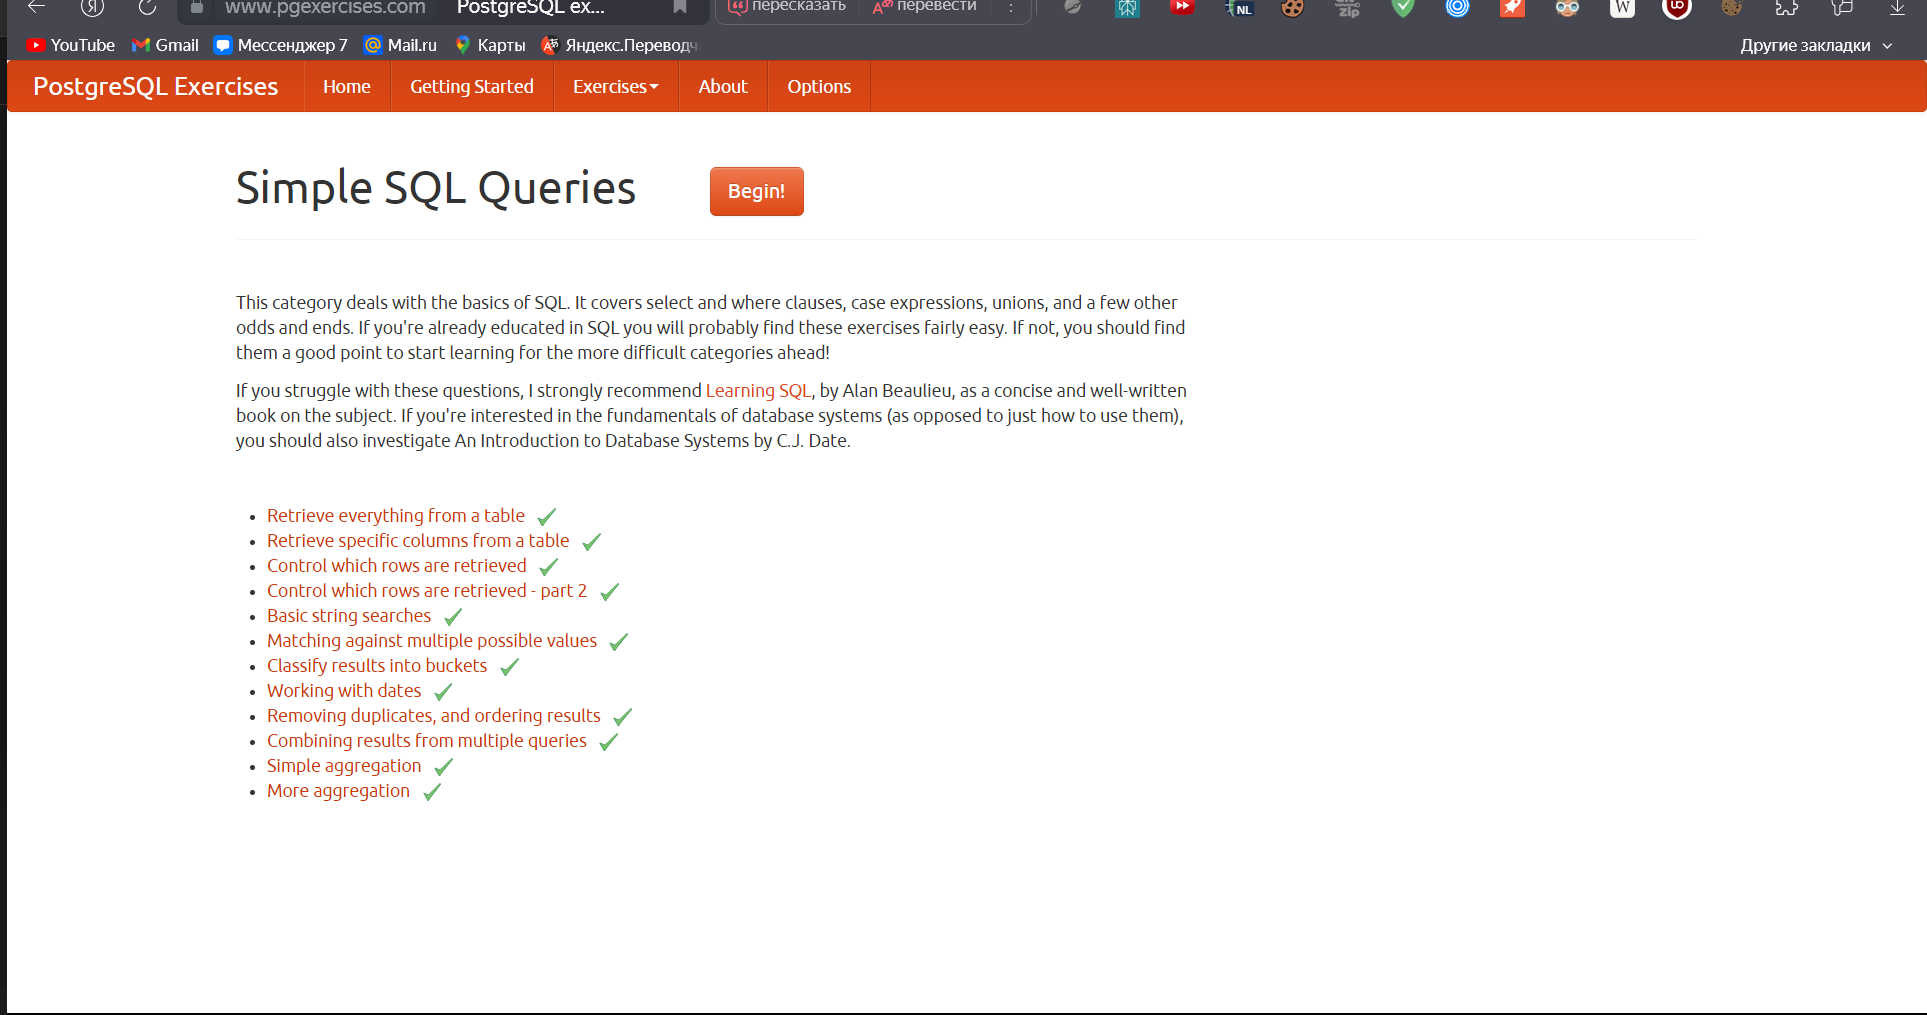 www.pgexercises.com PostgreSQL ex... пересказать перевести
YouTube Gmail Мессенджер 7 Mail.ru Карты Яндекс.Переводч Другие закладки
PostgreSQL Exercises Home Getting Started Exercises About Options
Simple SQL Queries Begin!
This category deals with the basics of SQL. It covers select and where clauses, case expressions, unions, and a few other
odds and ends. If you're already educated in SQL you will probably find these exercises fairly easy. If not, you should find
them a good point to start learning for the more difficult categories ahead!
If you struggle with these questions, I strongly recommend Learning SQL, by Alan Beaulieu, as a concise and well-written
book on the subject. If you're interested in the fundamentals of database systems (as opposed to just how to use them),
you should also investigate An Introduction to Database Systems by C.J. Date.
• Retrieve everything from a table
• Retrieve specific columns from a table
• Control which rows are retrieved
• Control which rows are retrieved - part 2
• Basic string searches
• Matching against multiple possible values
• Classify results into buckets
• Working with dates
• Removing duplicates, and ordering results
• Combining results from multiple queries
• Simple aggregation
• More aggregation